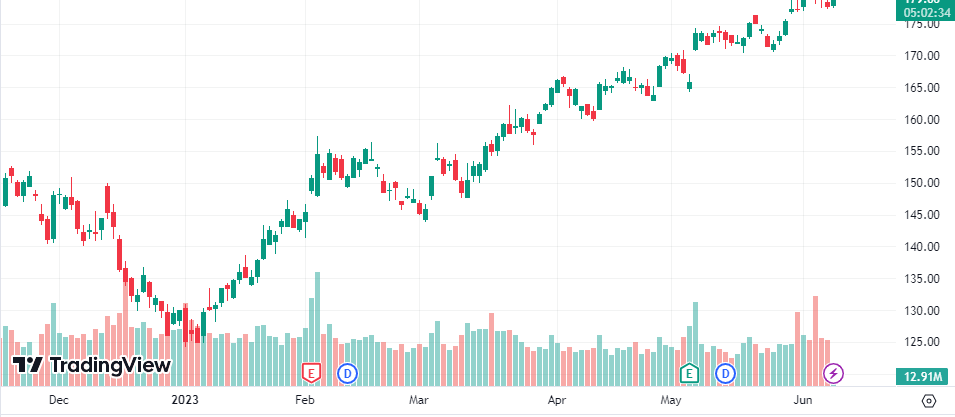 05:02:34
175.00
170.00
165.00
160.00
155.00
150.00
145.00
140.00
135.00
130.00
125.00
TradingView
E
D
E
D
12.91M
Dec
2023
Feb
Mar
Apr
May
Jun